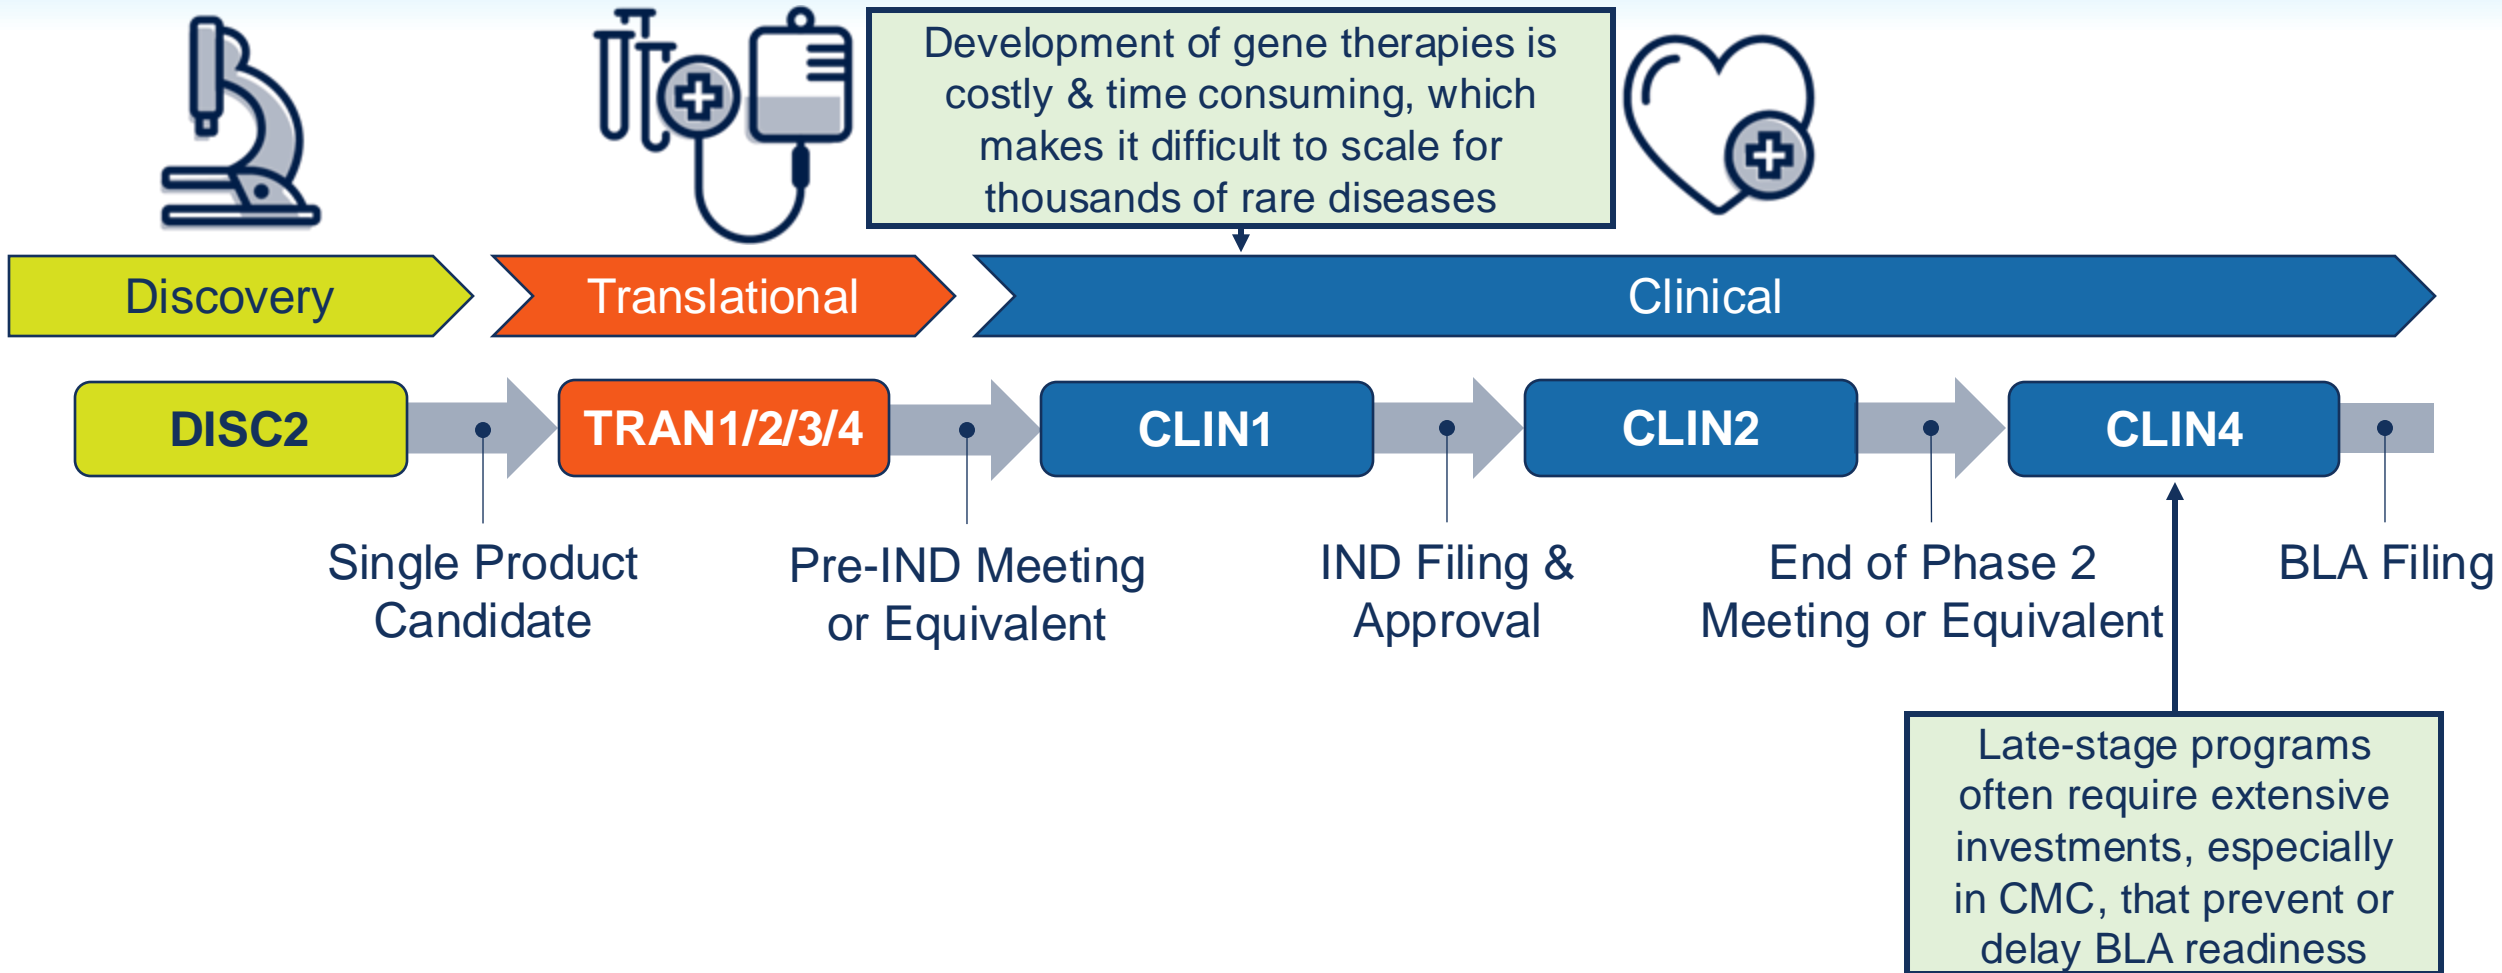 Development of gene therapies is
costly & time consuming, which
makes it difficult to scale for
thousands of rare diseases
Discovery
Translational
Clinical
DISC2
TRAN1/2/3/4
CLIN1
CLIN2
CLIN4
Single Product
Candidate
Pre-IND Meeting
or Equivalent
IND Filing &
Approval
End of Phase 2
Meeting or Equivalent
BLA Filing
Late-stage programs
often require extensive
investments, especially
in CMC, that prevent or
delay BLA readiness